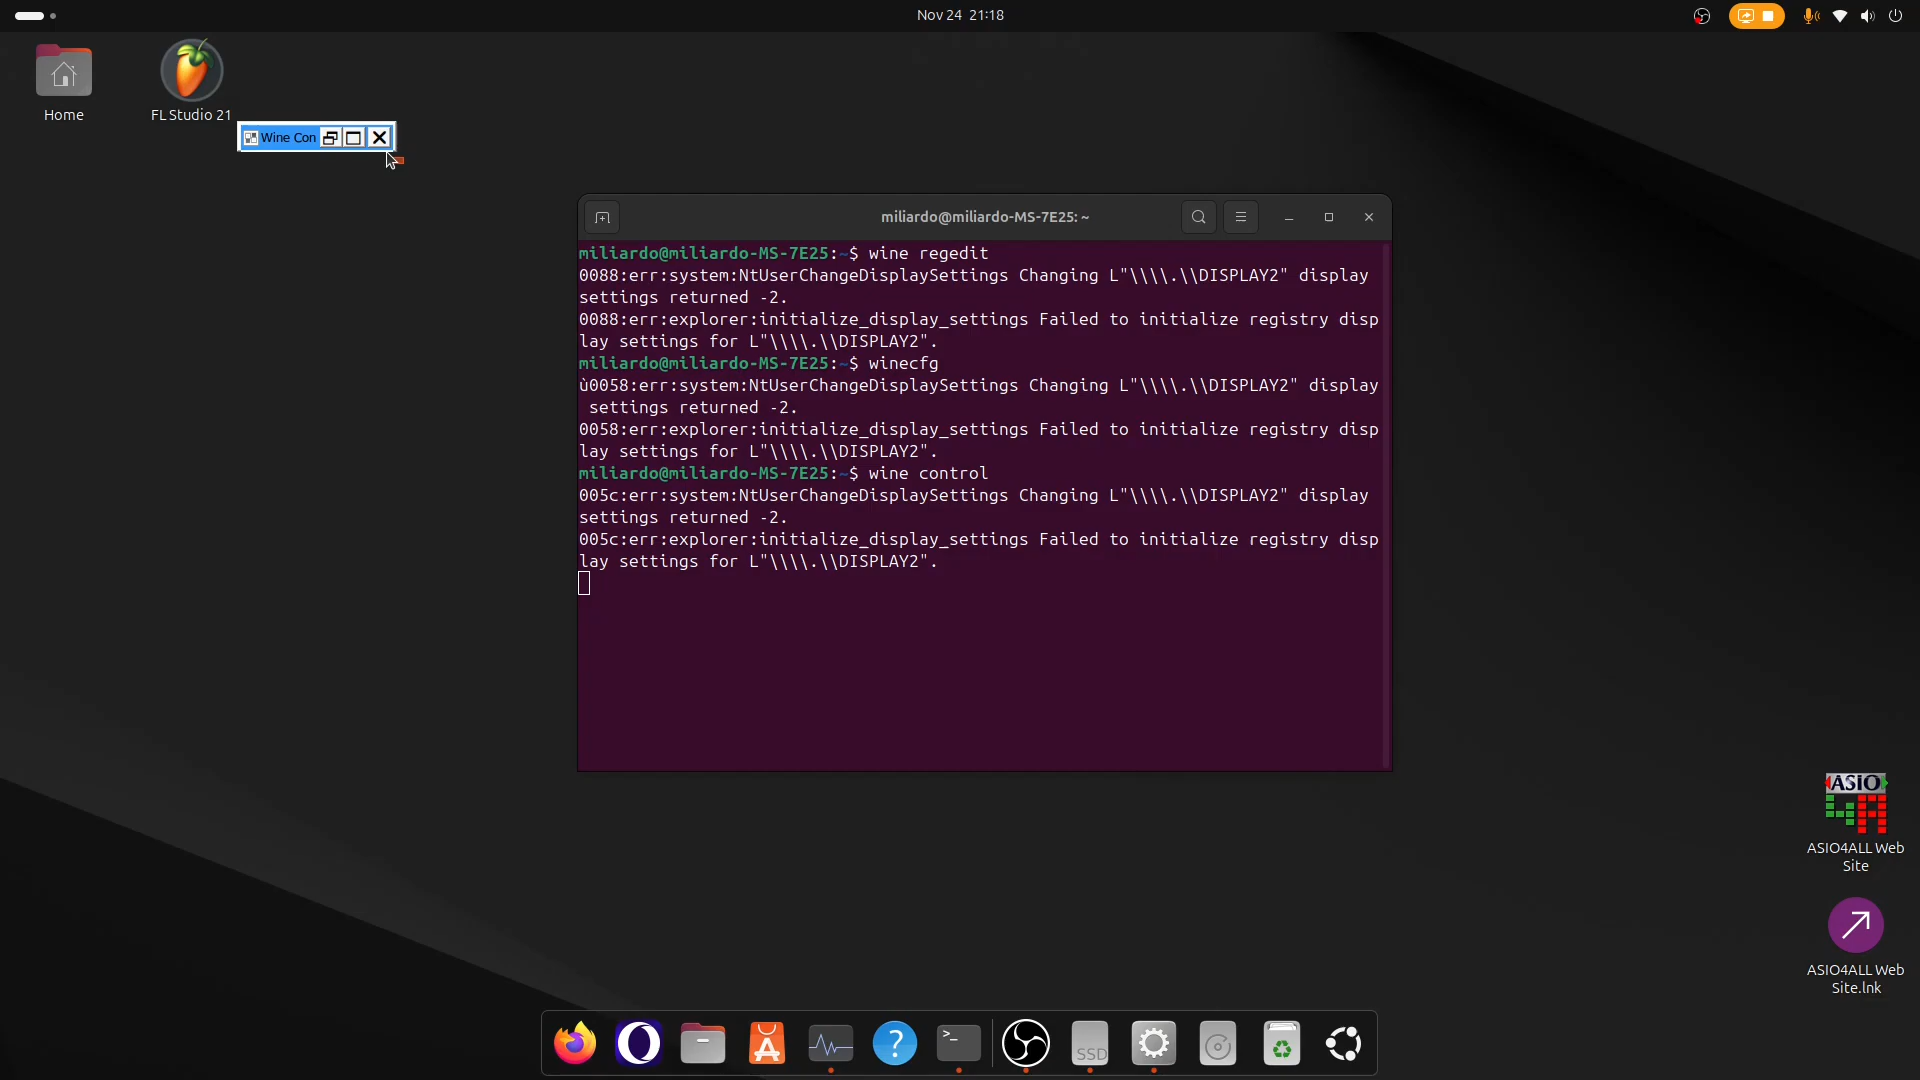 Nov 24 21:18
Home
FL Studio 21
Wine Con
miliardo@miliardo-MS-7E25: ~
miliardo@miliardo-MS-7E25:~$ wine regedit
0088:err:system:NtUserChangeDisplaySettings Changing L"\\\\.\\DISPLAY2" display
settings returned -2.
0088:err:explorer:initialize_display_settings Failed to initialize registry disp
lay settings for L"\\\\.\\DISPLAY2".
miliardo@miliardo-MS-7E25:~$ winecfg
ù0058:err:system:NtUserChangeDisplaySettings Changing L"\\\\.\\DISPLAY2" display
settings returned -2.
0058:err:explorer:initialize_display_settings Failed to initialize registry disp
lay settings for L"\\\\.\\DISPLAY2".
miliardo@miliardo-MS-7E25:~$ wine control
005c:err:system:NtUserChangeDisplaySettings Changing L"\\\\.\\DISPLAY2" display
settings returned -2.
005c:err:explorer:initialize_display_settings Failed to initialize registry disp
lay settings for L"\\\\.\\DISPLAY2".
ASIO
4A
ASIO4ALL Web
Site
ASIO4ALL Web
Site.lnk
SSD